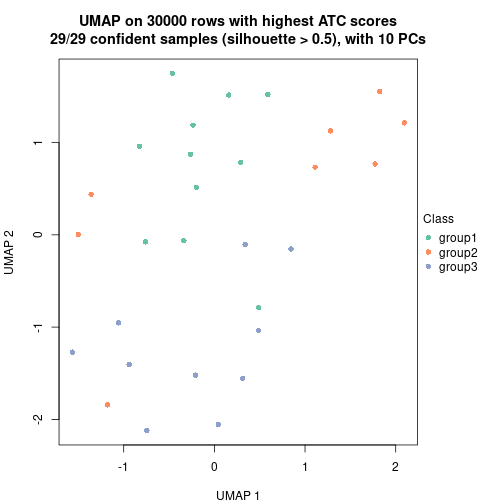 UMAP on 30000 rows with highest ATC scores
29/29 confident samples (silhouette > 0.5), with 10 PCs
1
0
-1
-2
UMAP 2
Class
group1
group2
group3
-1
0
1
2
UMAP 1